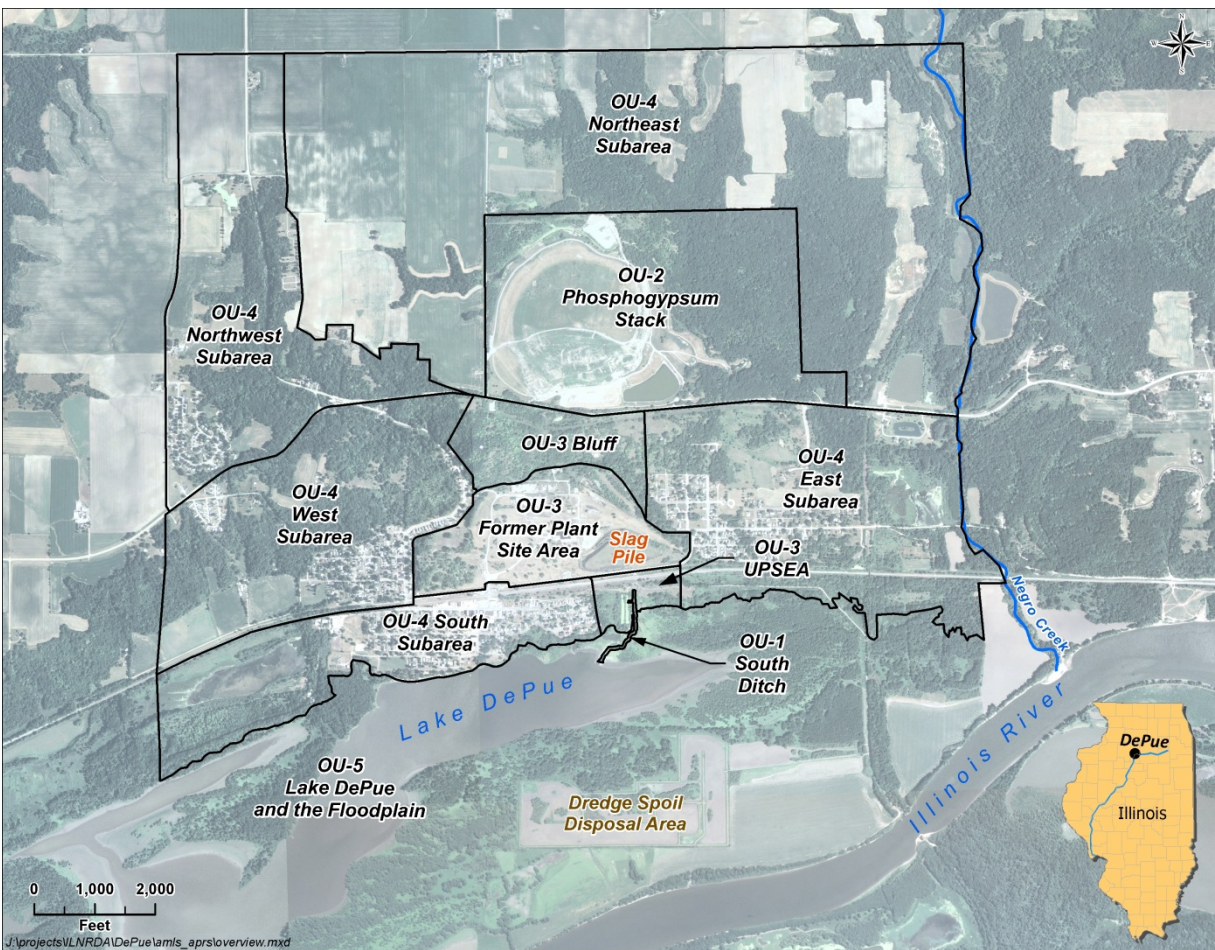 N
W
E
S
OU-4
Northeast
Subarea
OU-2
Phosphogypsum
Stack
OU-4
Northwest
Subarea
OU-3 Bluff
OU-4
East
Subarea
OU-4
West
Subarea
OU-3
Former Plant
Site Area
Slag
Pile
OU-3
UPSEA
Negro Creek
OU-4 South
Subarea
OU-1
South
Ditch
Lake DePue
Illinois River
OU-5
Lake DePue
and the Floodplain
Dredge Spoil
Disposal Area
DePue
Illinois
0 1,000 2,000
Feet
J:\projects\ILNRDA\DePue\amls_aprs\overview.mxd